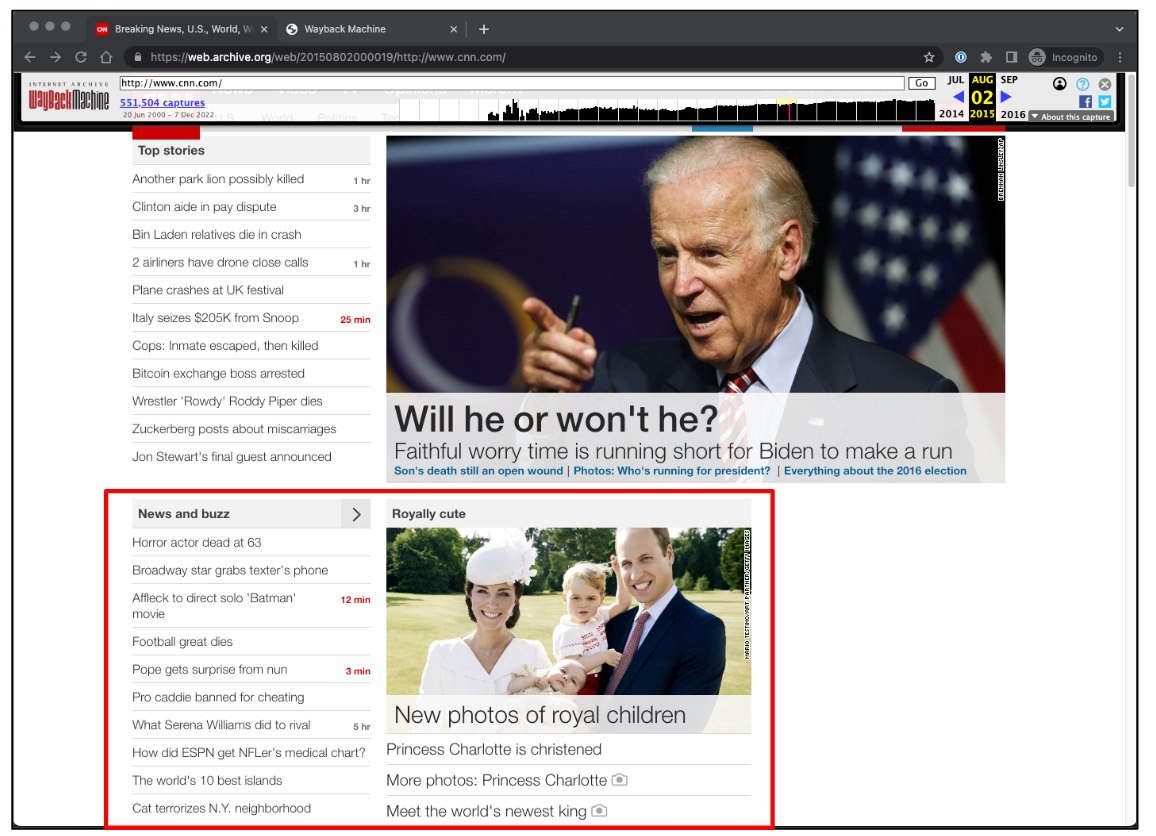 Breaking News, U.S., World, W
Wayback Machine
https://web.archive.org/web/20150802000019/http://www.cnn.com/
Incognito
INTERNET ARCHIVE
WayBackMachine
http://www.cnn.com/
Go
551,504 captures
20 Jun 2000 – 7 Dec 2022
JUL AUG SEP
02
2014 2015 2016
About this capture
Top stories
Another park lion possibly killed 1 hr
Clinton aide in pay dispute 3 hr
Bin Laden relatives die in crash
2 airliners have drone close calls 1 hr
Plane crashes at UK festival
Italy seizes $205K from Snoop 25 min
Cops: Inmate escaped, then killed
Bitcoin exchange boss arrested
Wrestler 'Rowdy' Roddy Piper dies
Zuckerberg posts about miscarriages
Jon Stewart's final guest announced
Will he or won't he?
Faithful worry time is running short for Biden to make a run
Son's death still an open wound | Photos: Who's running for president? | Everything about the 2016 election
News and buzz
Horror actor dead at 63
Broadway star grabs texter's phone
Affleck to direct solo 'Batman' 12 min
movie
Football great dies
Pope gets surprise from nun 3 min
Pro caddie banned for cheating
What Serena Williams did to rival 5 hr
How did ESPN get NFLer's medical chart?
The world's 10 best islands
Cat terrorizes N.Y. neighborhood
Royally cute
MARIO TESTINO/ART PARTNER/GETTY IMAGES
New photos of royal children
Princess Charlotte is christened
More photos: Princess Charlotte
Meet the world's newest king